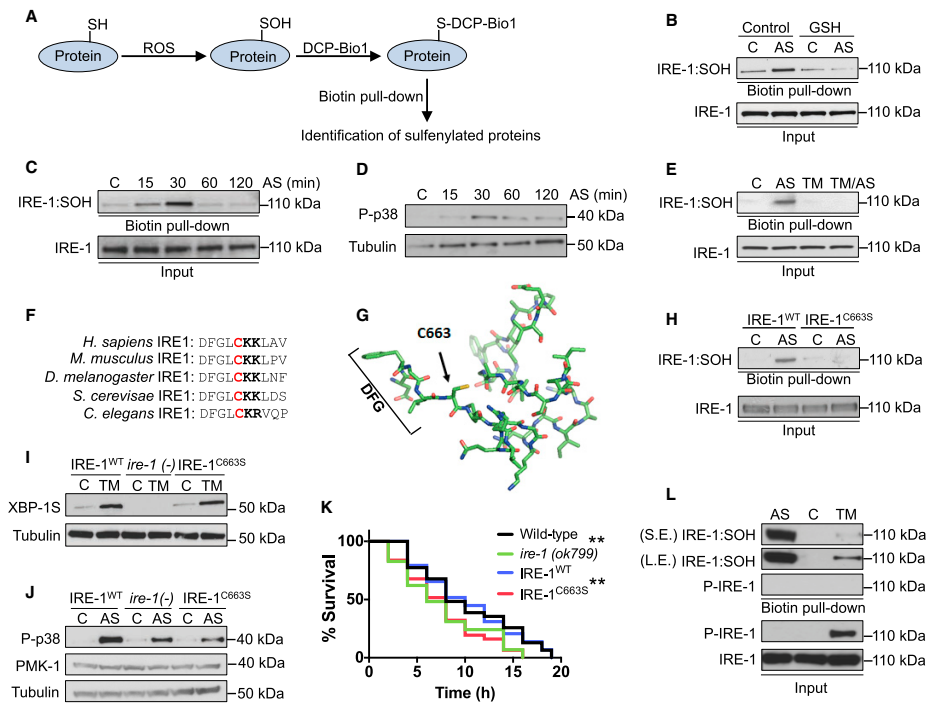 A
SH
SOH
S-DCP-Bio1
Protein
ROS
Protein
DCP-Bio1
Protein
Biotin pull-down
Identification of sulfenylated proteins
B
Control GSH
C AS C AS
IRE-1:SOH
110 kDa
Biotin pull-down
IRE-1
110 kDa
Input
C
C 15 30 60 120 AS (min)
IRE-1:SOH
110 kDa
Biotin pull-down
IRE-1
110 kDa
Input
D
C 15 30 60 120 AS (min)
P-p38
40 kDa
Tubulin
50 kDa
E
C AS TM TM/AS
IRE-1:SOH
110 kDa
Biotin pull-down
IRE-1
110 kDa
Input
F
H. sapiens IRE1: DFGLCKKLAV
M. musculus IRE1: DFGLCKKLPV
D. melanogaster IRE1: DFGLCKKLNF
S. cerevisae IRE1: DFGLCKKLDS
C. elegans IRE1: DFGLCKRVQP
G
C663
DFG
H
IRE-1WT IRE-1C663S
C AS C AS
IRE-1:SOH
110 kDa
Biotin pull-down
IRE-1
110 kDa
Input
I
IRE-1WT ire-1 (-) IRE-1C663S
C TM C TM C TM
XBP-1S
50 kDa
Tubulin
50 kDa
J
IRE-1WT ire-1(-) IRE-1C663S
C AS C AS C AS
P-p38
40 kDa
PMK-1
40 kDa
Tubulin
50 kDa
K
% Survival
100
50
0
0 5 10 15 20
Time (h)
Wild-type **
ire-1 (ok799)
IRE-1WT
IRE-1C663S **
L
AS C TM
(S.E.) IRE-1:SOH
110 kDa
(L.E.) IRE-1:SOH
110 kDa
P-IRE-1
110 kDa
Biotin pull-down
P-IRE-1
110 kDa
IRE-1
110 kDa
Input